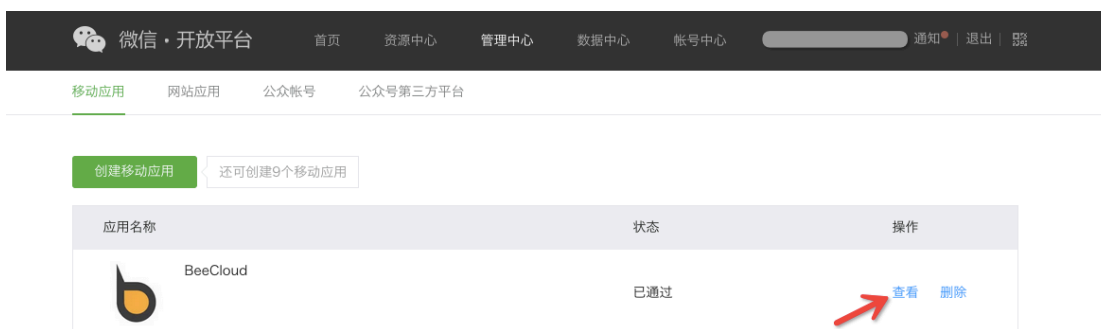 微信・开放平台 首页 资源中心 管理中心 数据中心 帐号中心 通知 | 退出 |
移动应用 网站应用 公众帐号 公众号第三方平台
创建移动应用 还可创建9个移动应用
应用名称 状态 操作
BeeCloud
已通过 查看 删除